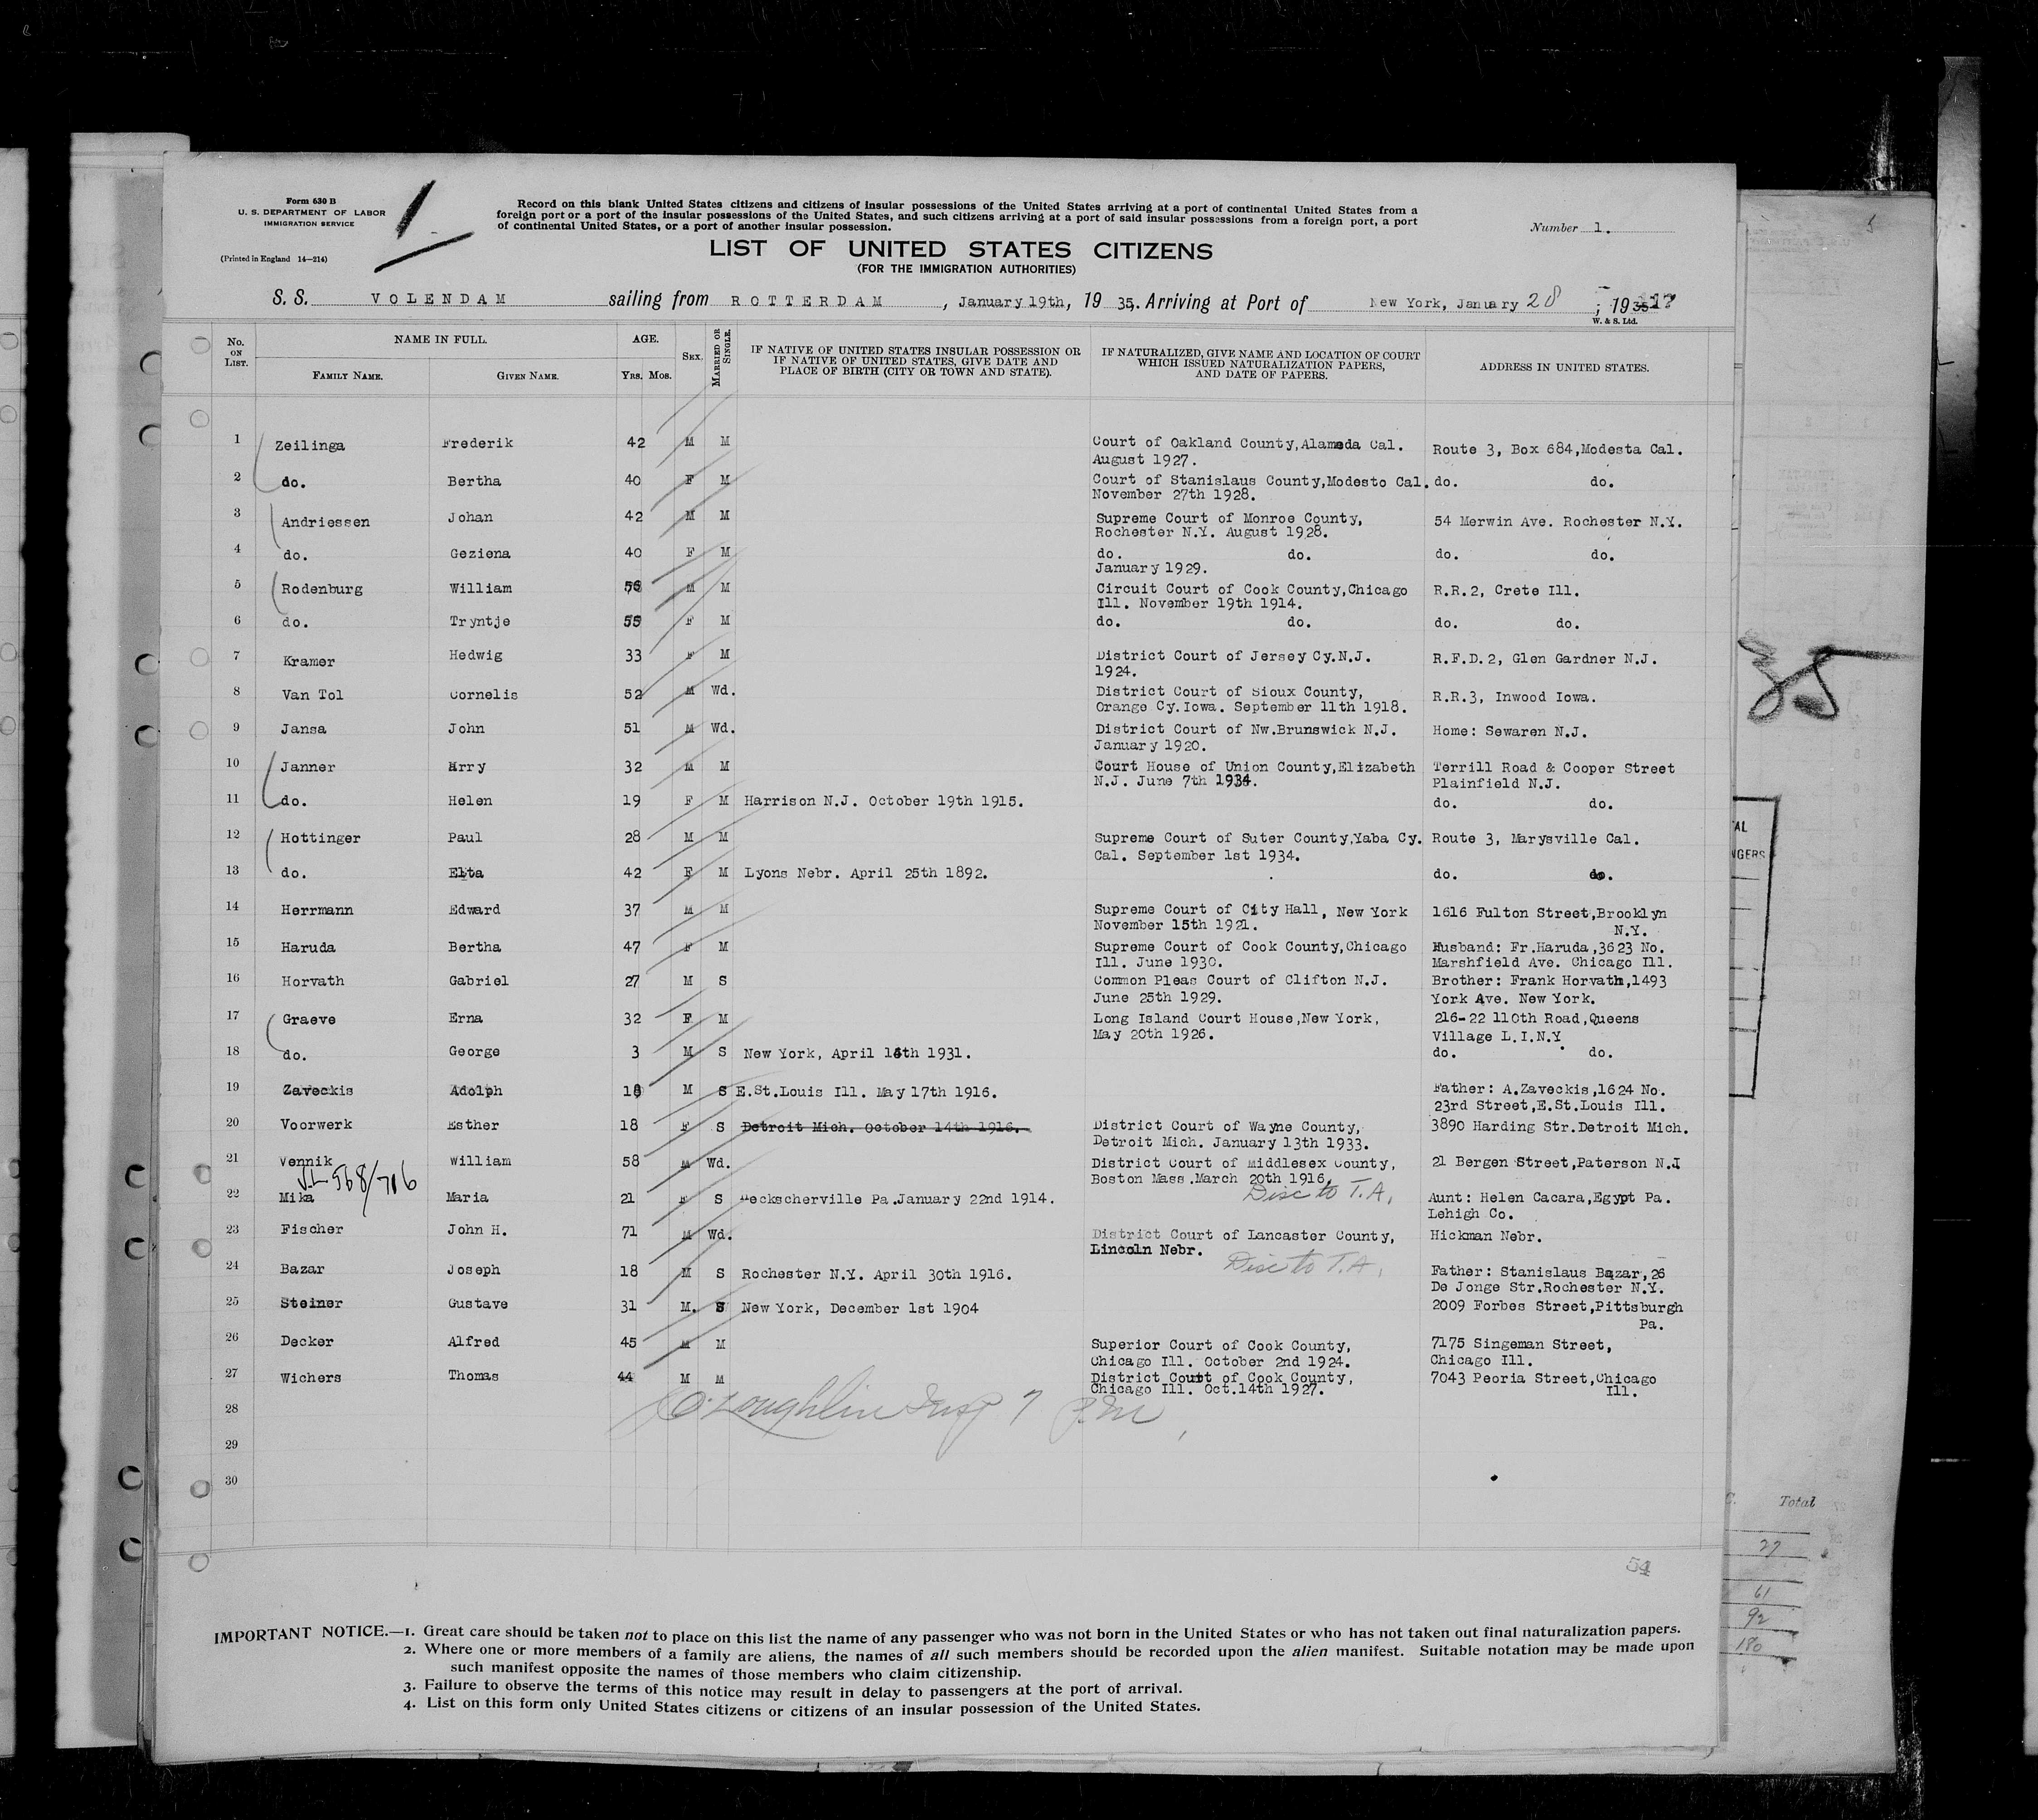 Form 630 B
U. S. DEPARTMENT OF LABOR
IMMIGRATION SERVICE
(Printed in England 14—214)
1
Record on this blank United States citizens and citizens of insular possessions of the United States arriving at a port of continental United States from a
foreign port or a port of the insular possessions of the United States, and such citizens arriving at a port of said insular possessions from a foreign port, a port
of continental United States, or a port of another insular possession.
Number 1.
LIST OF UNITED STATES CITIZENS
(FOR THE IMMIGRATION AUTHORITIES)
S. S. VOLENDAM sailing from ROTTERDAM, January 19th, 19 35. Arriving at Port of New York, January 28, 1935
W. & S. Ltd.
No. ON LIST. NAME IN FULL. AGE. SEX. MARRIED OR SINGLE. IF NATIVE OF UNITED STATES INSULAR POSSESSION OR IF NATIVE OF UNITED STATES, GIVE DATE AND PLACE OF BIRTH (CITY OR TOWN AND STATE). IF NATURALIZED, GIVE NAME AND LOCATION OF COURT WHICH ISSUED NATURALIZATION PAPERS, AND DATE OF PAPERS. ADDRESS IN UNITED STATES.
FAMILY NAME. GIVEN NAME. YRS. MOS.
1 Zeilinga Frederik 42 M M Court of Oakland County,Alameda Cal. Route 3, Box 684,Modesta Cal.
August 1927.
2 do. Bertha 40 F M Court of Stanislaus County,Modesto Cal. do. do.
November 27th 1928.
3 Andriessen Johan 42 M M Supreme Court of Monroe County, 54 Merwin Ave. Rochester N.Y.
Rochester N.Y. August 1928.
4 do. Geziena 40 F M do. do. do. do.
January 1929.
5 Rodenburg William 56 M M Circuit Court of Cook County,Chicago R.R.2, Crete Ill.
Ill. November 19th 1914.
6 do. Tryntje 55 F M do. do. do. do.
7 Kramer Hedwig 33 F M District Court of Jersey Cy.N.J. R.F.D.2, Glen Gardner N.J.
1924.
8 Van Tol Cornelis 52 M Wd. District Court of Sioux County, R.R.3, Inwood Iowa.
Orange Cy.Iowa. September 11th 1918.
9 Jansa John 51 M Wd. District Court of Nw.Brunswick N.J. Home: Sewaren N.J.
January 1920.
10 Janner Arry 32 M M Court House of Union County,Elizabeth Terrill Road & Cooper Street
N.J. June 7th 1934. Plainfield N.J.
11 do. Helen 19 F M Harrison N.J. October 19th 1915. do. do.
12 Hottinger Paul 28 M M Supreme Court of Suter County,Yaba Cy. Route 3, Marysville Cal.
Cal. September 1st 1934.
13 do. Elta 42 F M Lyons Nebr. April 25th 1892. do. do.
14 Herrmann Edward 37 M M Supreme Court of City Hall, New York 1616 Fulton Street,Brooklyn
November 15th 1921. N.Y.
15 Haruda Bertha 47 F M Supreme Court of Cook County,Chicago Husband: Fr.Haruda,3623 No.
Ill. June 1930. Marshfield Ave. Chicago Ill.
16 Horvath Gabriel 27 M S Common Pleas Court of Clifton N.J. Brother: Frank Horvath,1493
June 25th 1929. York Ave. New York.
17 Graeve Erna 32 F M Long Island Court House,New York, 216-22 110th Road,Queens
May 20th 1926. Village L.I.N.Y
18 do. George 3 M S New York, April 18th 1931. do. do.
19 Zaveckis Adolph 18 M S E.St.Louis Ill. May 17th 1916. Father: A.Zaveckis,1624 No.
23rd Street,E.St.Louis Ill.
20 Voorwerk Esther 18 F S Detroit Mich. October 14th 1916. District Court of Wayne County, 3890 Harding Str.Detroit Mich.
Detroit Mich. January 13th 1933.
21 Vennik William 58 M Wd. District Court of Middlesex County, 21 Bergen Street,Paterson N.J
Boston Mass.March 20th 1916,
568/716 Disc to T.A.
22 Mika Maria 21 F S Heckscherville Pa.January 22nd 1914. Aunt: Helen Cacara,Egypt Pa.
Lehigh Co.
23 Fischer John H. 71 M Wd. District Court of Lancaster County, Hickman Nebr.
Lincoln Nebr.
Disc to T.A.
24 Bazar Joseph 18 M S Rochester N.Y. April 30th 1916. Father: Stanislaus Bazar,26
De Jonge Str.Rochester N.Y.
25 Steiner Gustave 31 M. S New York, December 1st 1904 2009 Forbes Street,Pittsburgh
Pa.
26 Decker Alfred 45 M M Superior Court of Cook County, 7175 Singeman Street,
Chicago Ill. October 2nd 1924. Chicago Ill.
27 Wichers Thomas 44 M M District Court of Cook County, 7043 Peoria Street,Chicago
Chicago Ill. Oct.14th 1927. Ill.
28 O'Loughlin Insp 7 P.M.
29
30
54
IMPORTANT NOTICE.—1. Great care should be taken not to place on this list the name of any passenger who was not born in the United States or who has not taken out final naturalization papers.
2. Where one or more members of a family are aliens, the names of all such members should be recorded upon the alien manifest. Suitable notation may be made upon
such manifest opposite the names of those members who claim citizenship.
3. Failure to observe the terms of this notice may result in delay to passengers at the port of arrival.
4. List on this form only United States citizens or citizens of an insular possession of the United States.
35
Total
27
61
92
180